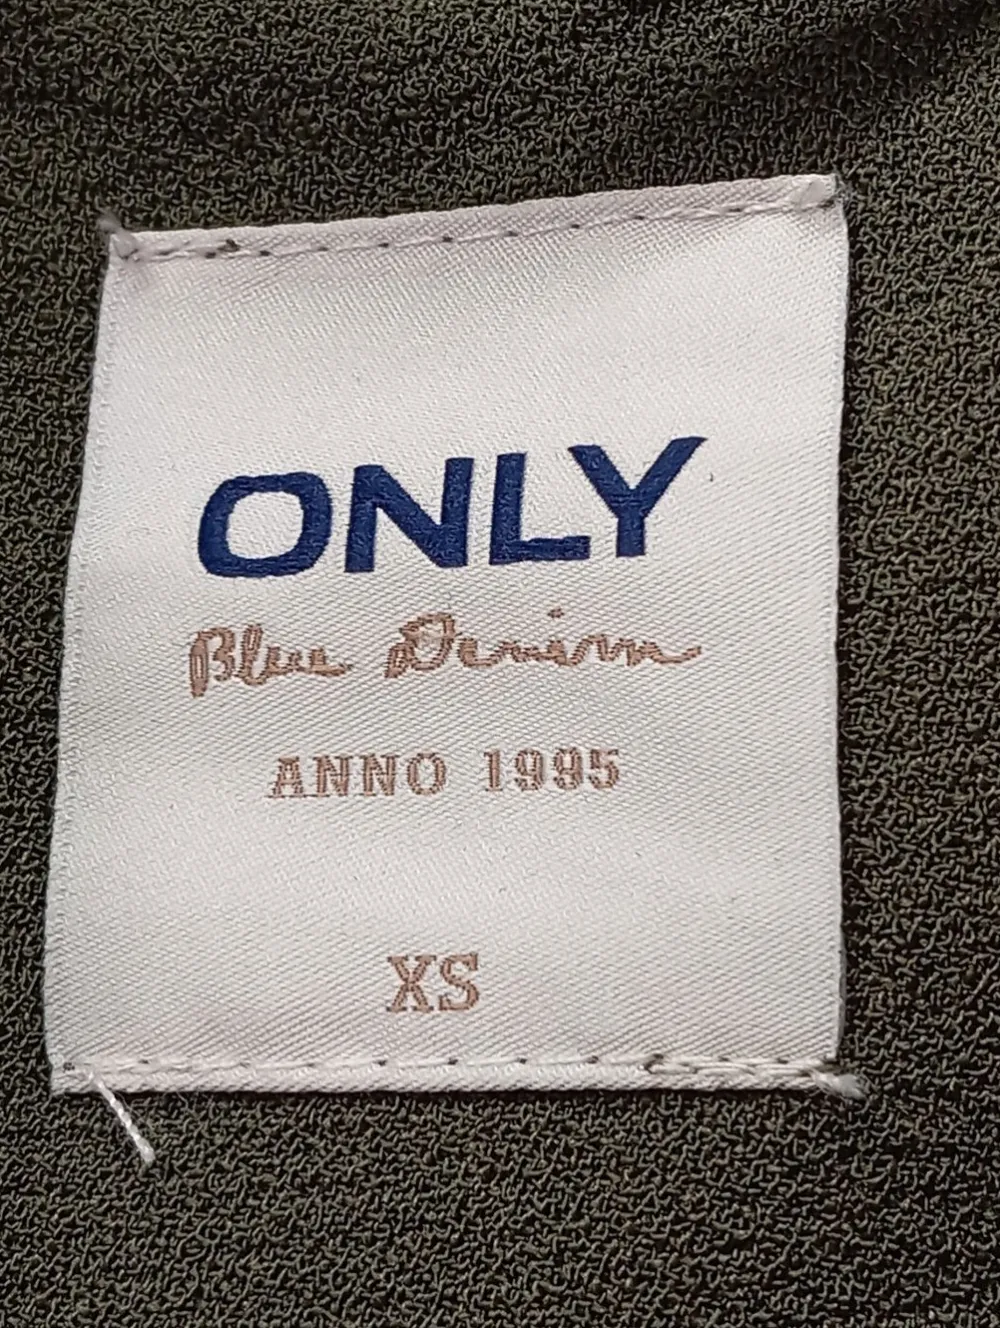 ONLY
Blue Denim
ANNO 1995
XS